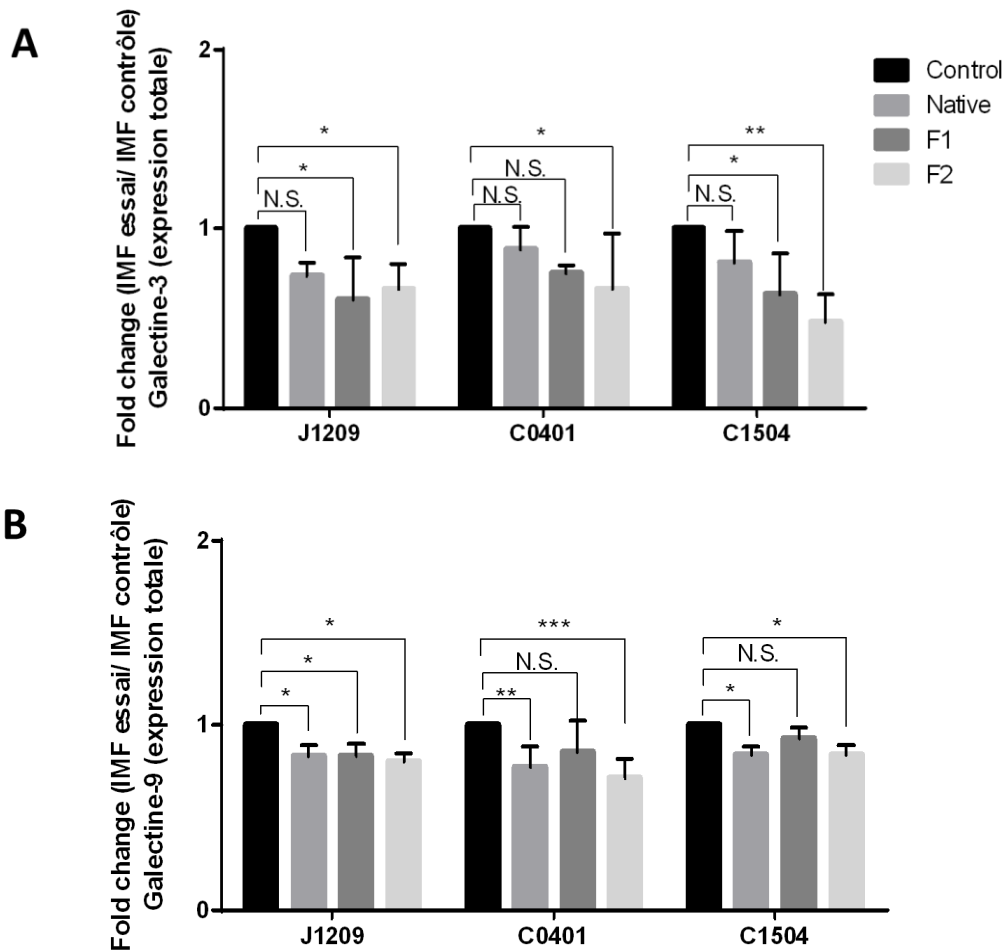 A
Fold change (IMF essai/ IMF contrôle)
Galectine-3 (expression totale)
2
1
0
*
*
N.S.
*
N.S.
N.S.
**
*
N.S.
J1209
C0401
C1504
Control
Native
F1
F2
B
Fold change (IMF essai/ IMF contrôle)
Galectine-9 (expression totale)
2
1
0
*
*
*
***
N.S.
**
*
N.S.
*
J1209
C0401
C1504